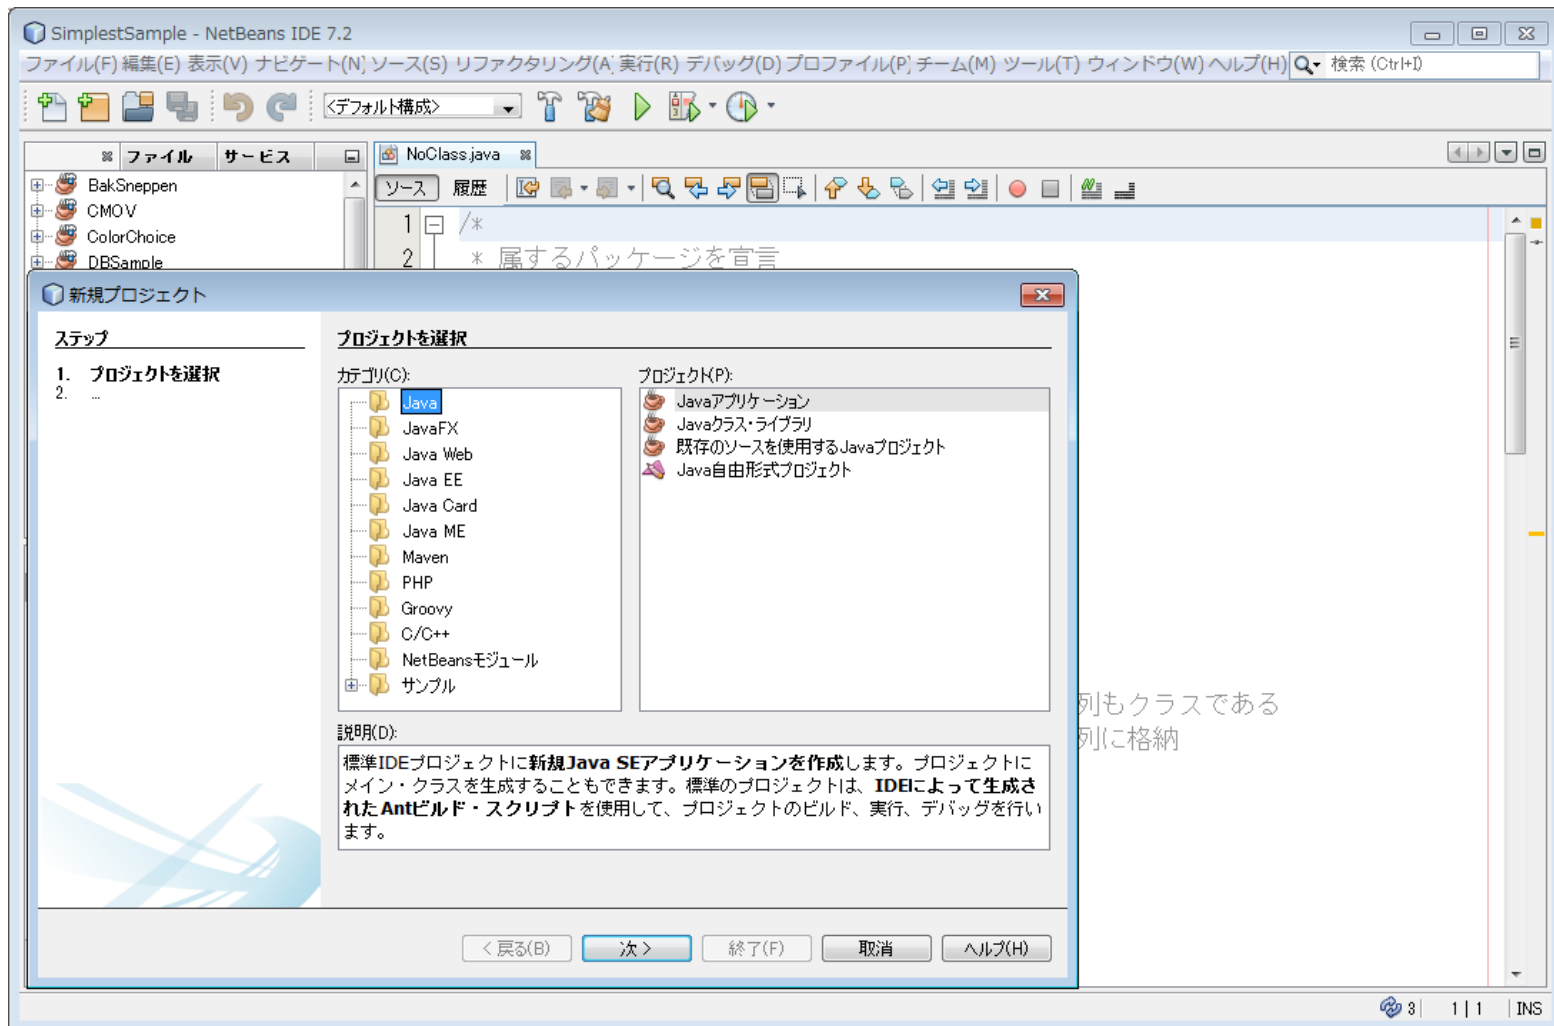 SimplestSample - NetBeans IDE 7.2
ファイル(F) 編集(E) 表示(V) ナビゲート(N) ソース(S) リファクタリング(A) 実行(R) デバッグ(D) プロファイル(P) チーム(M) ツール(T) ウィンドウ(W) ヘルプ(H) 検索 (Ctrl+I)
<デフォルト構成>
ファイル サービス NoClass.java
ソース 履歴
BakSneppen
CMOV
ColorChoice
DBSample
1 /*
2 * 属するパッケージを宣言
新規プロジェクト
ステップ
1. プロジェクトを選択
2. ...
プロジェクトを選択
カテゴリ(C):
Java
JavaFX
Java Web
Java EE
Java Card
Java ME
Maven
PHP
Groovy
C/C++
NetBeansモジュール
サンプル
プロジェクト(P):
Javaアプリケーション
Javaクラス・ライブラリ
既存のソースを使用するJavaプロジェクト
Java自由形式プロジェクト
列もクラスである
列に格納
説明(D):
標準IDEプロジェクトに新規Java SEアプリケーションを作成します。プロジェクトに
メイン・クラスを生成することもできます。標準のプロジェクトは、IDEによって生成さ
れたAntビルド・スクリプトを使用して、プロジェクトのビルド、実行、デバッグを行い
ます。
< 戻る(B) 次 > 終了(F) 取消 ヘルプ(H)
3 1 | 1 INS